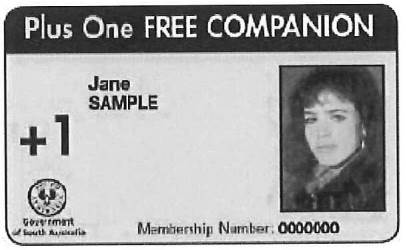 Plus One FREE COMPANION
Jane
SAMPLE
+1
Government
of South Australia
Membership Number: 0000000